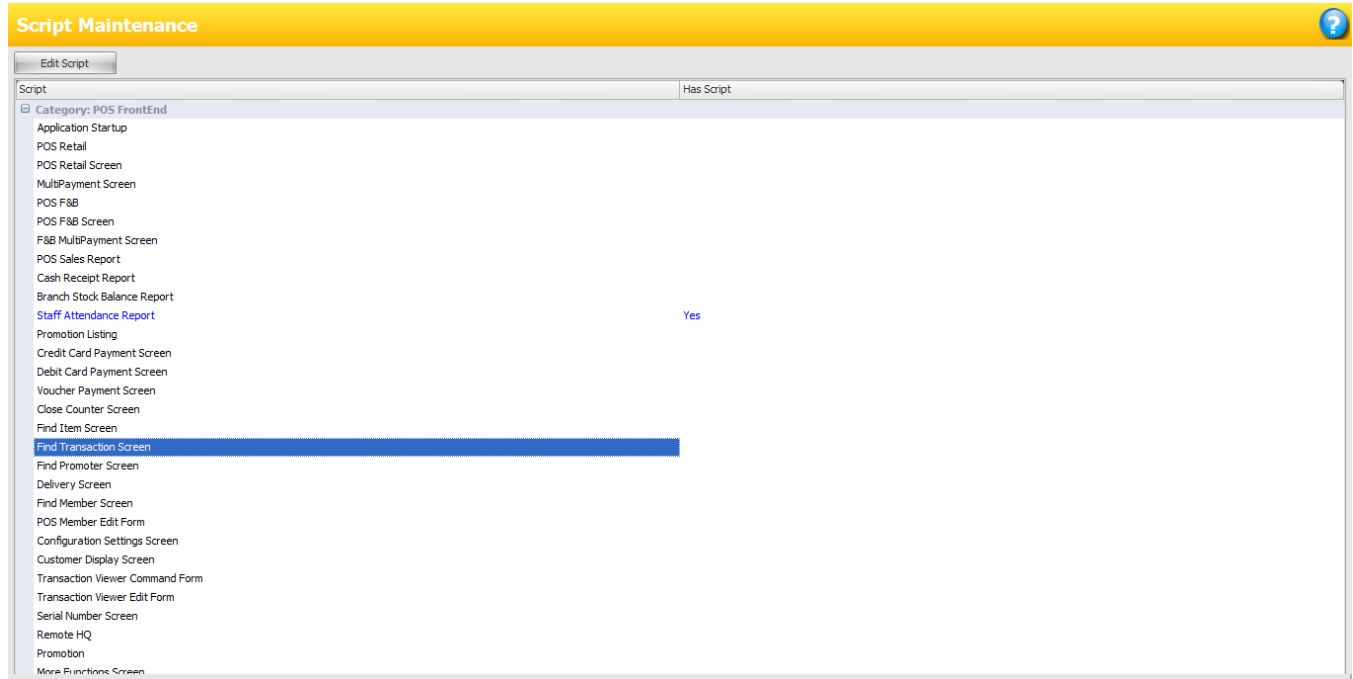 Script Maintenance
?
Edit Script
Script Has Script
Category: POS FrontEnd
Application Startup
POS Retail
POS Retail Screen
MultiPayment Screen
POS F&B
POS F&B Screen
F&B MultiPayment Screen
POS Sales Report
Cash Receipt Report
Branch Stock Balance Report
Staff Attendance Report Yes
Promotion Listing
Credit Card Payment Screen
Debit Card Payment Screen
Voucher Payment Screen
Close Counter Screen
Find Item Screen
Find Transaction Screen
Find Promoter Screen
Delivery Screen
Find Member Screen
POS Member Edit Form
Configuration Settings Screen
Customer Display Screen
Transaction Viewer Command Form
Transaction Viewer Edit Form
Serial Number Screen
Remote HQ
Promotion
More Functions Screen